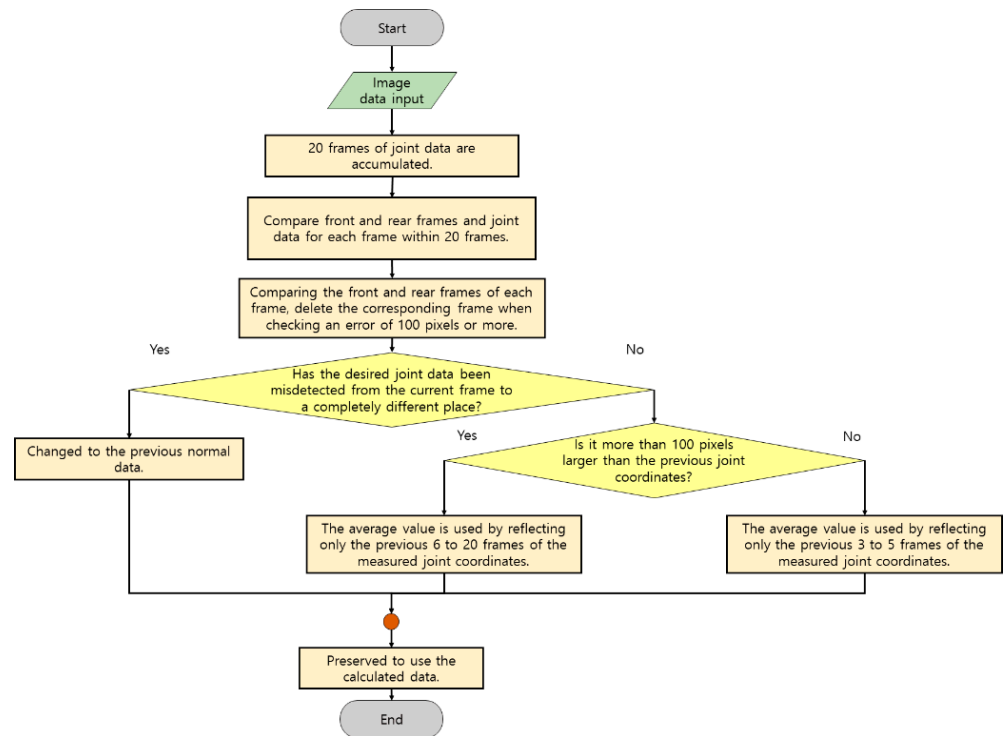 Start
Image
data input
20 frames of joint data are
accumulated.
Compare front and rear frames and joint
data for each frame within 20 frames.
Comparing the front and rear frames of each
frame, delete the corresponding frame when
checking an error of 100 pixels or more.
Yes
No
Has the desired joint data been
misdetected from the current frame to
a completely different place?
Changed to the previous normal
data.
Yes
No
Is it more than 100 pixels
larger than the previous joint
coordinates?
The average value is used by reflecting
only the previous 6 to 20 frames of the
measured joint coordinates.
The average value is used by reflecting
only the previous 3 to 5 frames of the
measured joint coordinates.
Preserved to use the
calculated data.
End